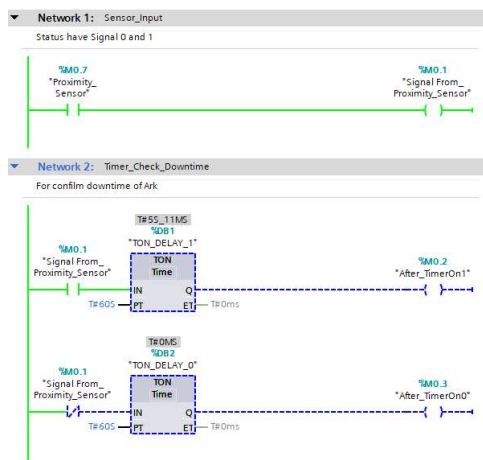 Network 1: Sensor_Input
Status have Signal 0 and 1
%M0.7
"Proximity_
Sensor"
%M0.1
"Signal From_
Proximity_Sensor"
Network 2: Timer_Check_Downtime
For confilm downtime of Ark
T#5S_11MS
%DB1
"TON_DELAY_1"
%M0.1
"Signal From_
Proximity_Sensor"
TON
Time
%M0.2
"After_TimerOn1"
IN
Q
T#60S
PT
ET
T#0ms
T#0MS
%DB2
"TON_DELAY_0"
%M0.1
"Signal From_
Proximity_Sensor"
TON
Time
%M0.3
"After_TimerOn0"
IN
Q
T#60S
PT
ET
T#0ms